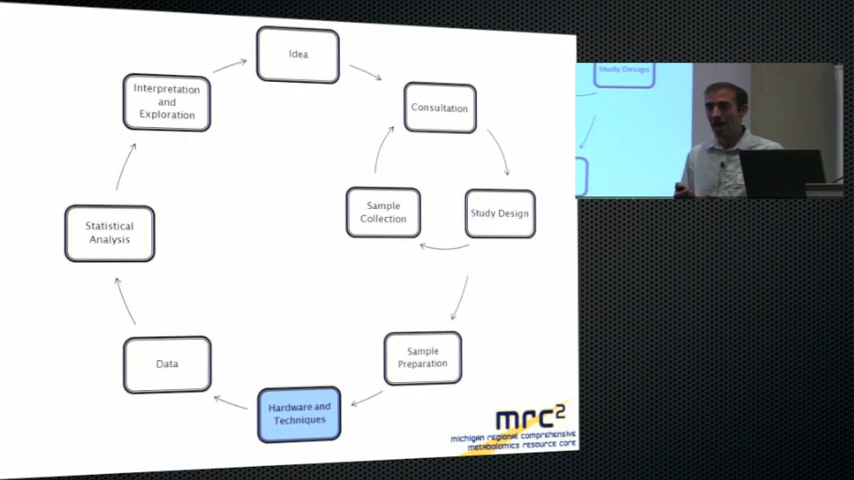 Idea
Interpretation
and
Exploration
Consultation
Sample
Collection
Study Design
Statistical
Analysis
Sample
Preparation
Data
Hardware and
Techniques
mrc2
michigan regional comprehensive
metabolomics resource core
Study Design